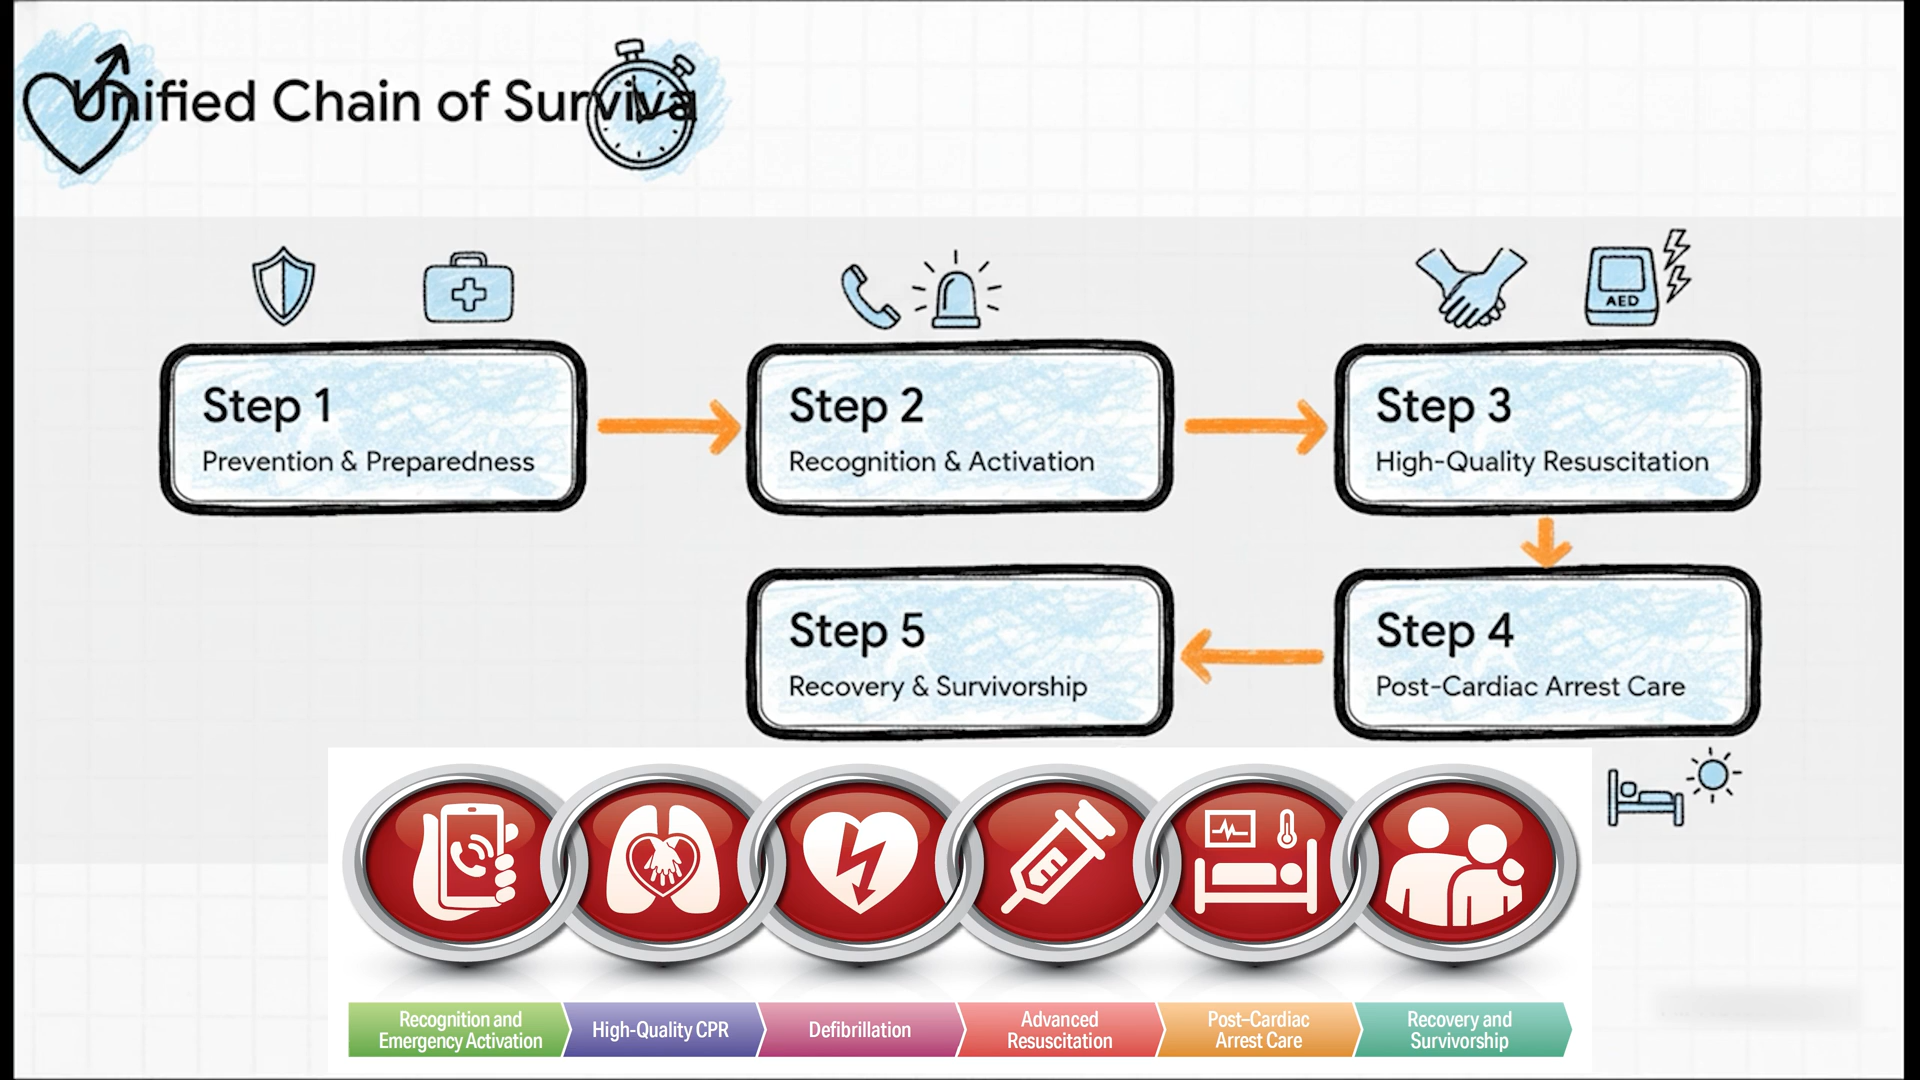 Unified Chain of Surviva
AED
Step 1
Prevention & Preparedness
Step 2
Recognition & Activation
Step 3
High-Quality Resuscitation
Step 5
Recovery & Survivorship
Step 4
Post-Cardiac Arrest Care
Recognition and
Emergency Activation
High-Quality CPR
Defibrillation
Advanced
Resuscitation
Post-Cardiac
Arrest Care
Recovery and
Survivorship